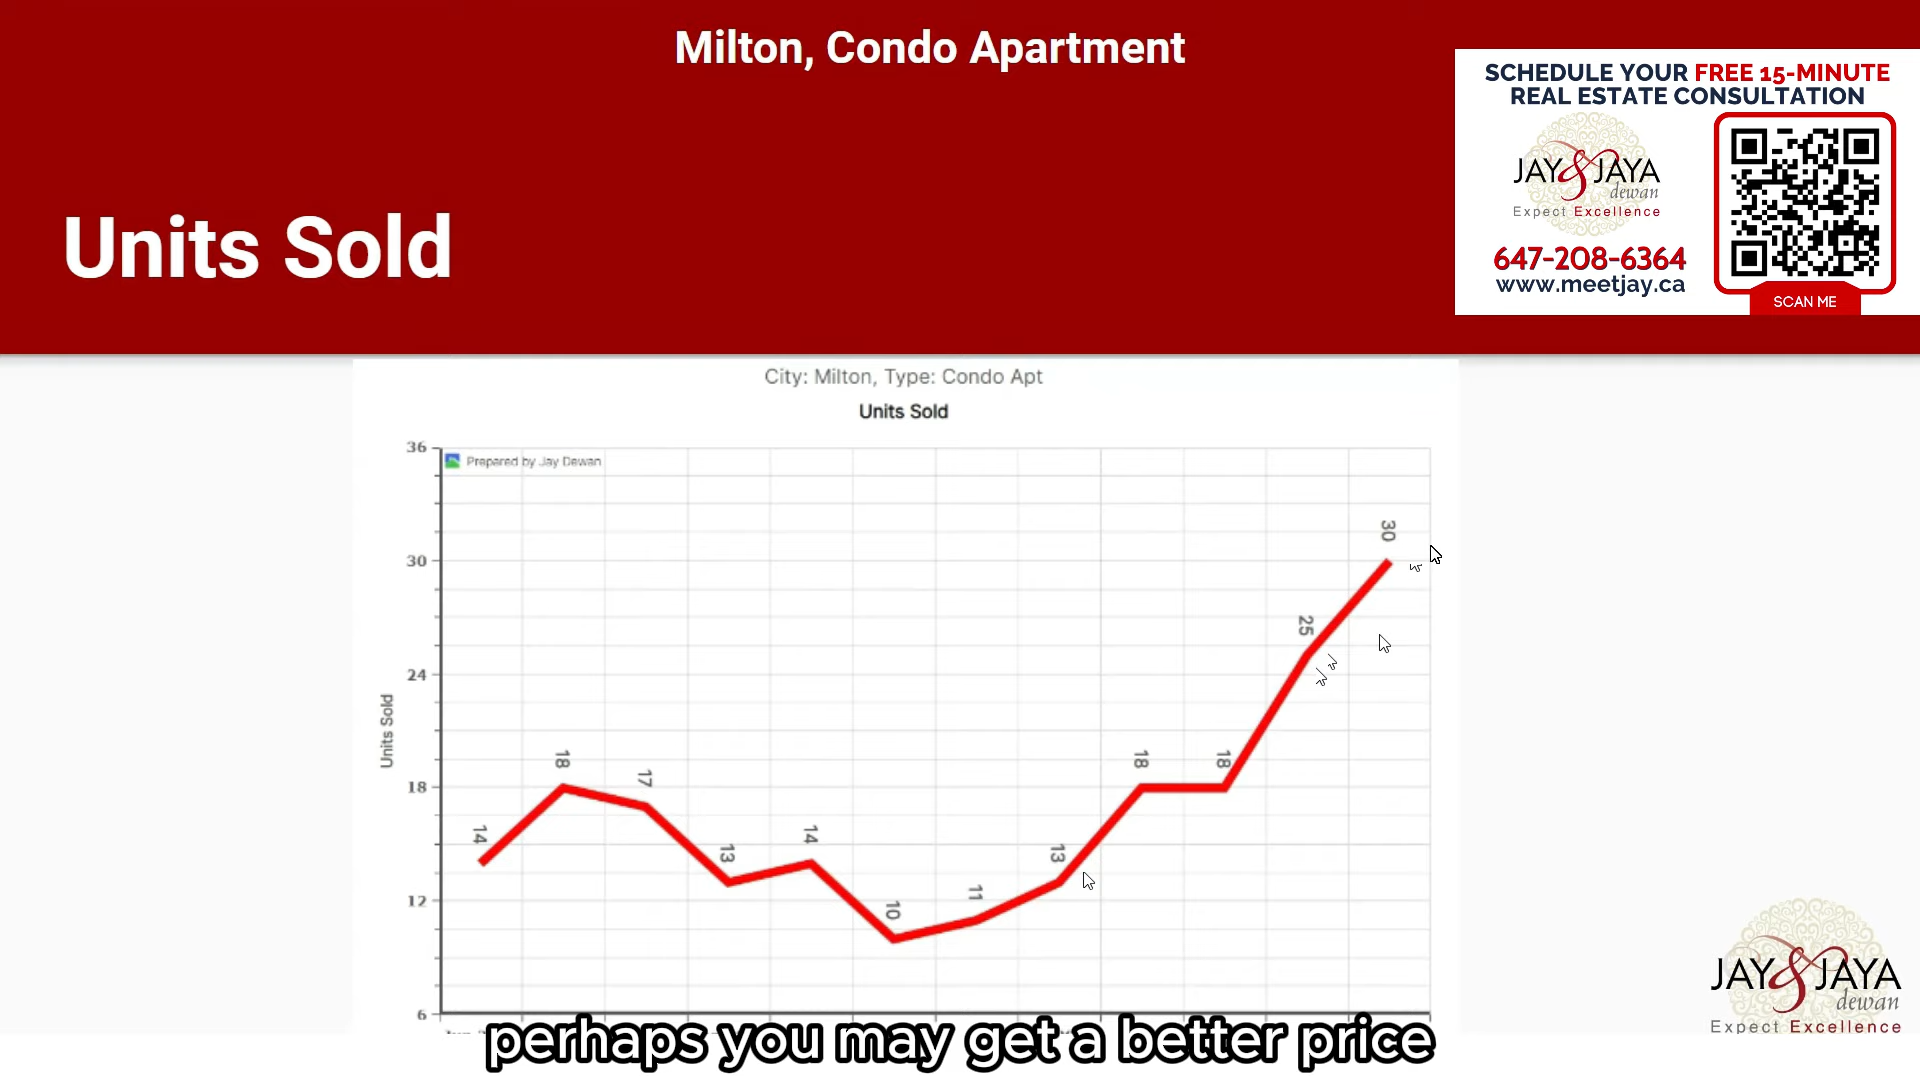 Milton, Condo Apartment
SCHEDULE YOUR FREE 15-MINUTE
REAL ESTATE CONSULTATION
JAY & JAYA
dewan
Expect Excellence
647-208-6364
www.meetjay.ca
SCAN ME
Units Sold
City: Milton, Type: Condo Apt
Units Sold
Prepared by Jay Dewan
36
30
24
18
12
6
Units Sold
14
18
17
13
14
10
11
13
18
18
25
30
JAY & JAYA
dewan
Expect Excellence
perhaps you may get a better price